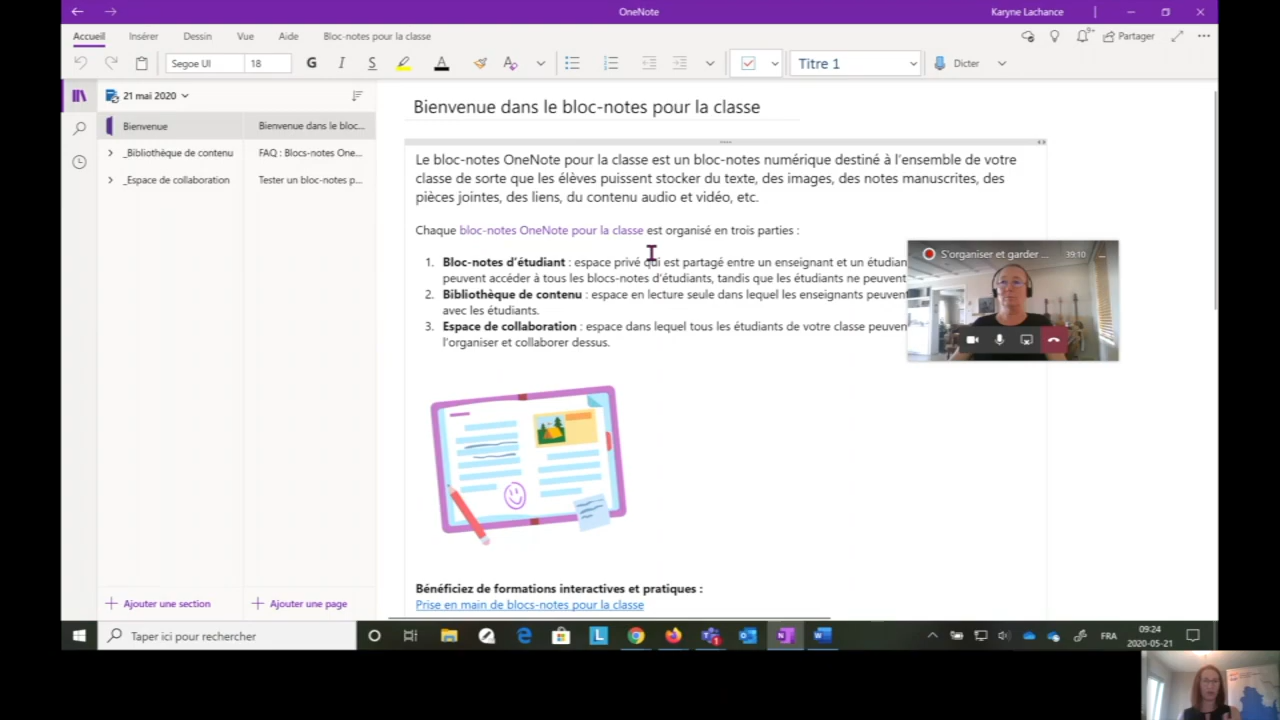 OneNote
Karyne Lachance
Accueil
Insérer
Dessin
Vue
Aide
Bloc-notes pour la classe
9+
Partager
Segoe UI
18
G
I
S
A
A
Titre 1
Dicter
21 mai 2020
Bienvenue
_Bibliothèque de contenu
_Espace de collaboration
Bienvenue dans le bloc...
FAQ : Blocs-notes One...
Tester un bloc-notes p...
Bienvenue dans le bloc-notes pour la classe
Le bloc-notes OneNote pour la classe est un bloc-notes numérique destiné à l'ensemble de votre
classe de sorte que les élèves puissent stocker du texte, des images, des notes manuscrites, des
pièces jointes, des liens, du contenu audio et vidéo, etc.
Chaque bloc-notes OneNote pour la classe est organisé en trois parties :
1. Bloc-notes d'étudiant : espace privé qui est partagé entre un enseignant et un étudian
peuvent accéder à tous les blocs-notes d'étudiants, tandis que les étudiants ne peuvent
2. Bibliothèque de contenu : espace en lecture seule dans lequel les enseignants peuvent
avec les étudiants.
3. Espace de collaboration : espace dans lequel tous les étudiants de votre classe peuven
l'organiser et collaborer dessus.
S'organiser et garder ...
39:10
Bénéficiez de formations interactives et pratiques :
Prise en main de blocs-notes pour la classe
Ajouter une section
Ajouter une page
Taper ici pour rechercher
FRA
09:24
2020-05-21